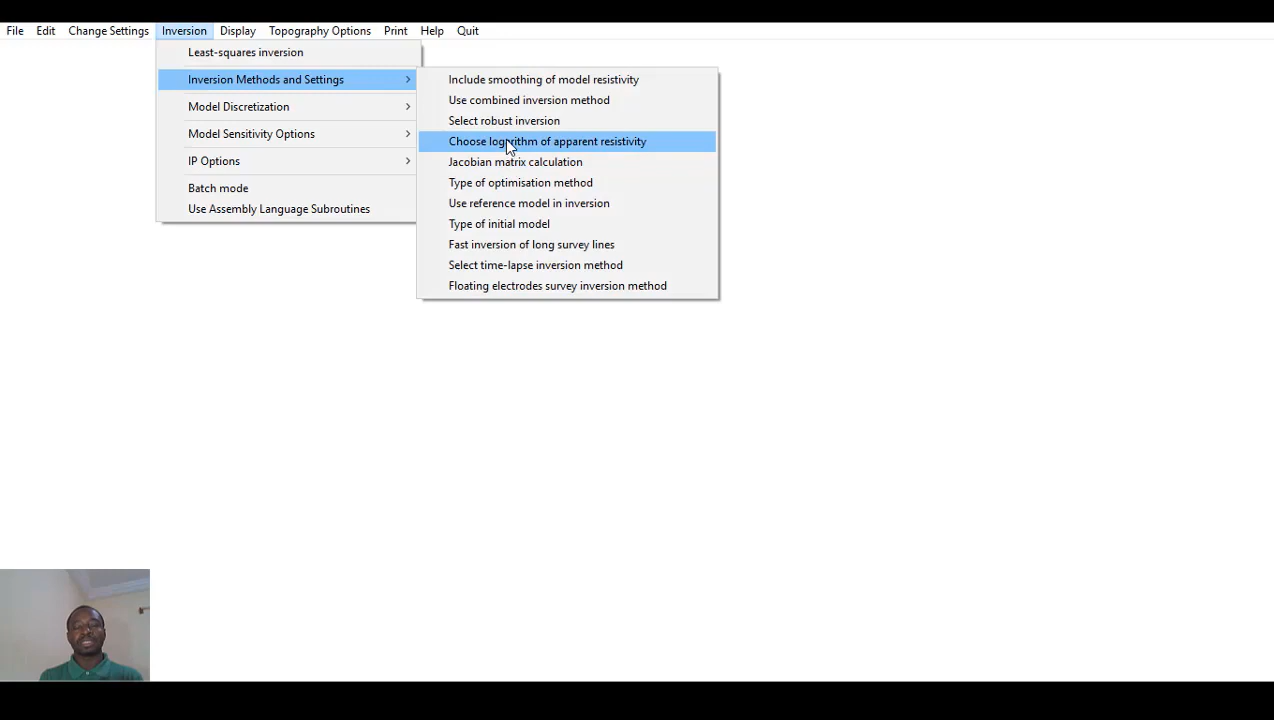 File Edit Change Settings Inversion Display Topography Options Print Help Quit
Least-squares inversion
Inversion Methods and Settings
Model Discretization
Model Sensitivity Options
IP Options
Batch mode
Use Assembly Language Subroutines
Include smoothing of model resistivity
Use combined inversion method
Select robust inversion
Choose logarithm of apparent resistivity
Jacobian matrix calculation
Type of optimisation method
Use reference model in inversion
Type of initial model
Fast inversion of long survey lines
Select time-lapse inversion method
Floating electrodes survey inversion method